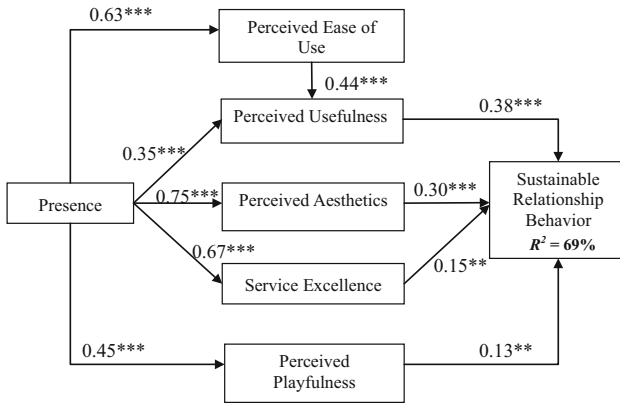 0.63***
Perceived Ease of
Use
0.44***
Perceived Usefulness
0.38***
0.35***
Presence
0.75***
Perceived Aesthetics
0.30***
Sustainable
Relationship
Behavior
R² = 69%
0.67***
Service Excellence
0.15**
0.45***
Perceived
Playfulness
0.13**